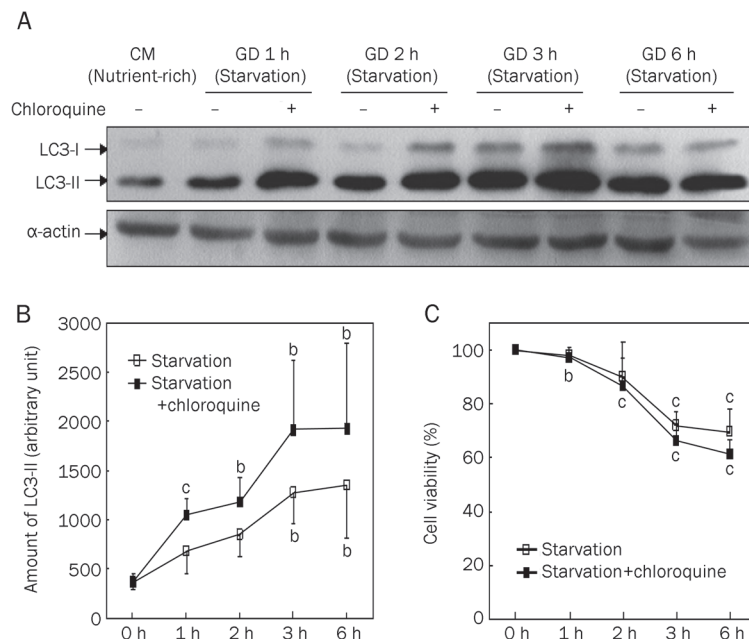 A
CM GD 1 h GD 2 h GD 3 h GD 6 h
(Nutrient-rich) (Starvation) (Starvation) (Starvation) (Starvation)
Chloroquine – – + – + – + – +
LC3-I
LC3-II
α-actin
B
3000
2500
2000
1500
1000
500
0
Amount of LC3-II (arbitrary unit)
Starvation
Starvation
+chloroquine
c b b b
b b
0 h 1 h 2 h 3 h 6 h
C
100
80
60
40
20
0
Cell viability (%)
b c c c
c c
Starvation
Starvation+chloroquine
0 h 1 h 2 h 3 h 6 h